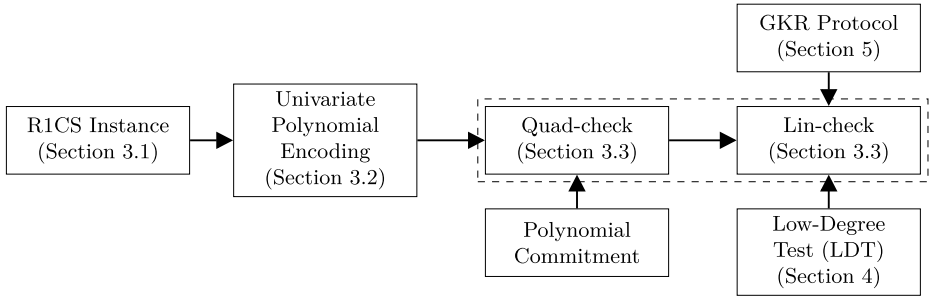 GKR Protocol
(Section 5)
R1CS Instance
(Section 3.1)
Univariate
Polynomial
Encoding
(Section 3.2)
Quad-check
(Section 3.3)
Lin-check
(Section 3.3)
Polynomial
Commitment
Low-Degree
Test (LDT)
(Section 4)